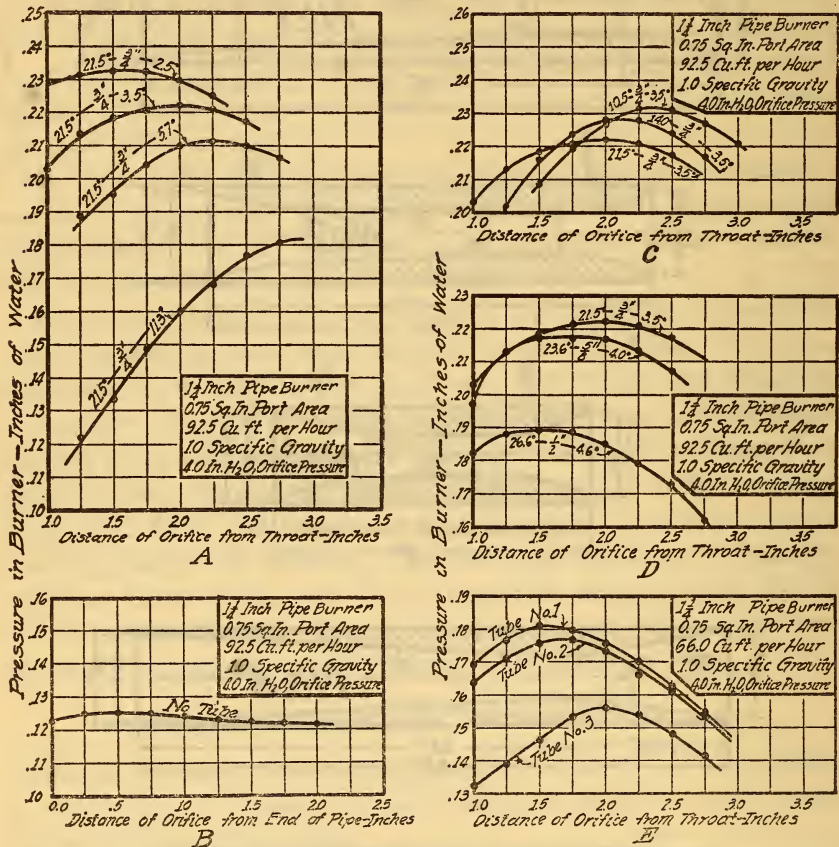 Pressure in Burner—Inches of Water
.25
.24
.23
.22
.21
.20
.19
.18
.17
.16
.15
.14
.13
.12
.11
.10
21.5°-3/4"-2.5°
21.5°-3/4"-3.5°
21.5°-3/4"-5.7°
21.5°-3/4"-11.3°
1 1/4 Inch Pipe Burner
0.75 Sq. In. Port Area
92.5 Cu. ft. per Hour
1.0 Specific Gravity
4.0 In. H2O, Orifice Pressure
1.0 1.5 2.0 2.5 3.0 3.5
Distance of Orifice from Throat-Inches
A
.16
.15
.14
.13
.12
.11
.10
No Tube
1 1/4 Inch Pipe Burner
0.75 Sq. In. Port Area
92.5 Cu. ft. per Hour
1.0 Specific Gravity
4.0 In. H2O, Orifice Pressure
0.0 0.5 1.0 1.5 2.0 2.5
Distance of Orifice from End of Pipe-Inches
B
Pressure in Burner—Inches of Water
.26
.25
.24
.23
.22
.21
.20
1 1/4 Inch Pipe Burner
0.75 Sq. In. Port Area
92.5 Cu. ft. per Hour
1.0 Specific Gravity
4.0 In. H2O, Orifice Pressure
10.5°-3/4"-3.5°
14.0°-3/4"-3.5°
21.5°-3/4"-3.5°
1.0 1.5 2.0 2.5 3.0 3.5
Distance of Orifice from Throat-Inches
C
.23
.22
.21
.20
.19
.18
.17
.16
21.5°-3/4"-3.5°
23.6°-5/8"-4.0°
26.6°-1/2"-4.6°
1 1/4 Inch Pipe Burner
0.75 Sq. In. Port Area
92.5 Cu. ft. per Hour
1.0 Specific Gravity
4.0 In. H2O, Orifice Pressure
1.0 1.5 2.0 2.5 3.0 3.5
Distance of Orifice from Throat-Inches
D
.19
.18
.17
.16
.15
.14
.13
Tube No.1
Tube No.2
Tube No.3
1 1/4 Inch Pipe Burner
0.75 Sq. In. Port Area
66.0 Cu. ft. per Hour
1.0 Specific Gravity
4.0 In. H2O, Orifice Pressure
1.0 1.5 2.0 2.5 3.0 3.5
Distance of Orifice from Throat-Inches
E